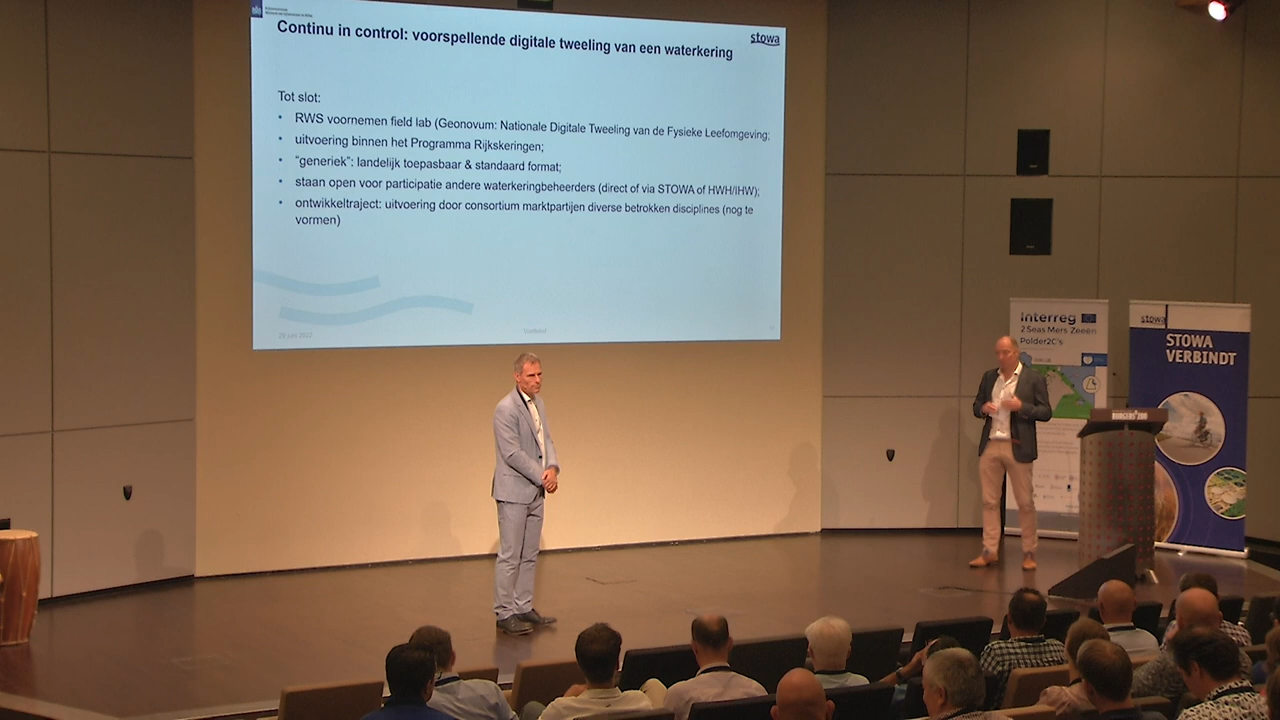 Continu in control: voorspellende digitale tweeling van een waterkering
stowa
Tot slot:
• RWS voornemen field lab (Geonovum: Nationale Digitale Tweeling van de Fysieke Leefomgeving;
• uitvoering binnen het Programma Rijkskeringen;
• “generiek”: landelijk toepasbaar & standaard format;
• staan open voor participatie andere waterkeringbeheerders (direct of via STOWA of HWH/IHW);
• ontwikkeltraject: uitvoering door consortium marktpartijen diverse betrokken disciplines (nog te
vormen)
Interreg
2 Seas Mers Zeeën
Polder2C's
stowa
STOWA
VERBINDT
BURGERS' ZOO